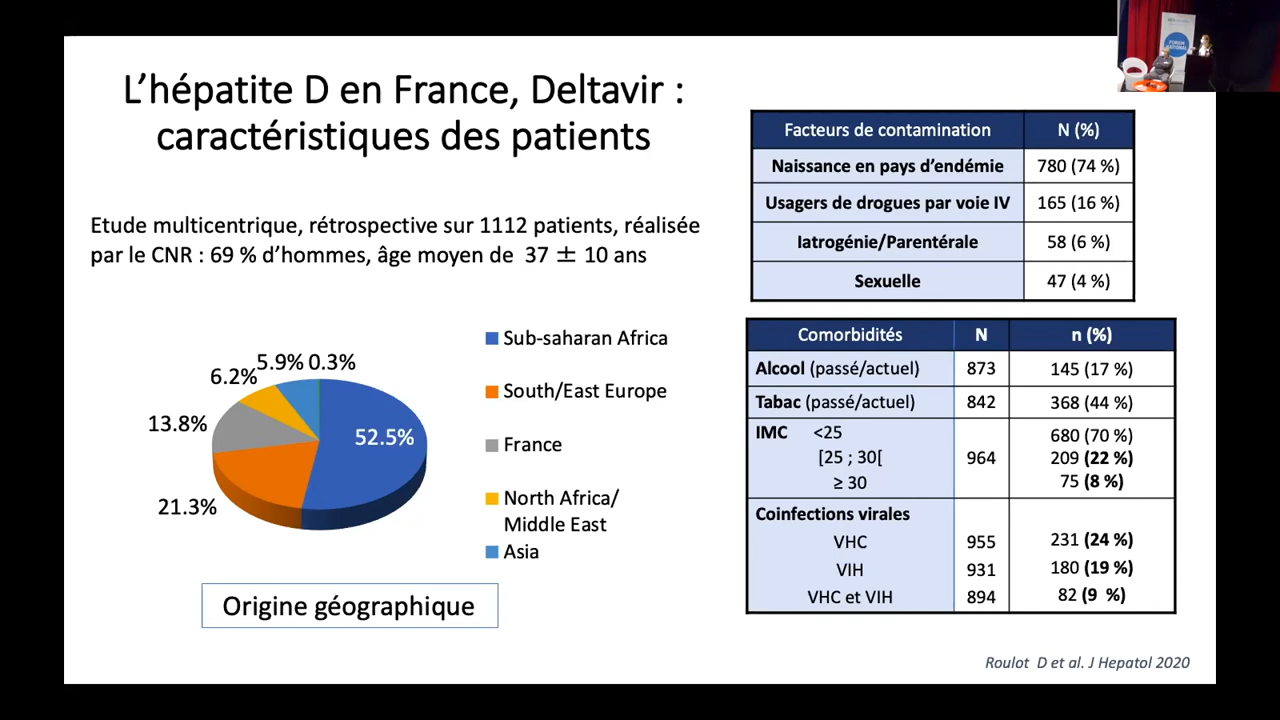 L'hépatite D en France, Deltavir :
caractéristiques des patients
Etude multicentrique, rétrospective sur 1112 patients, réalisée
par le CNR : 69 % d'hommes, âge moyen de 37 ± 10 ans
52.5%
21.3%
13.8%
6.2%
5.9%
0.3%
Sub-saharan Africa
South/East Europe
France
North Africa/
Middle East
Asia
Origine géographique
Facteurs de contamination N (%)
Naissance en pays d'endémie 780 (74 %)
Usagers de drogues par voie IV 165 (16 %)
Iatrogénie/Parentérale 58 (6 %)
Sexuelle 47 (4 %)
Comorbidités N n (%)
Alcool (passé/actuel) 873 145 (17 %)
Tabac (passé/actuel) 842 368 (44 %)
IMC <25 680 (70 %)
[25 ; 30[ 964 209 (22 %)
≥ 30 75 (8 %)
Coinfections virales
VHC 955 231 (24 %)
VIH 931 180 (19 %)
VHC et VIH 894 82 (9 %)
Roulot D et al. J Hepatol 2020
FORUM
NATIONAL